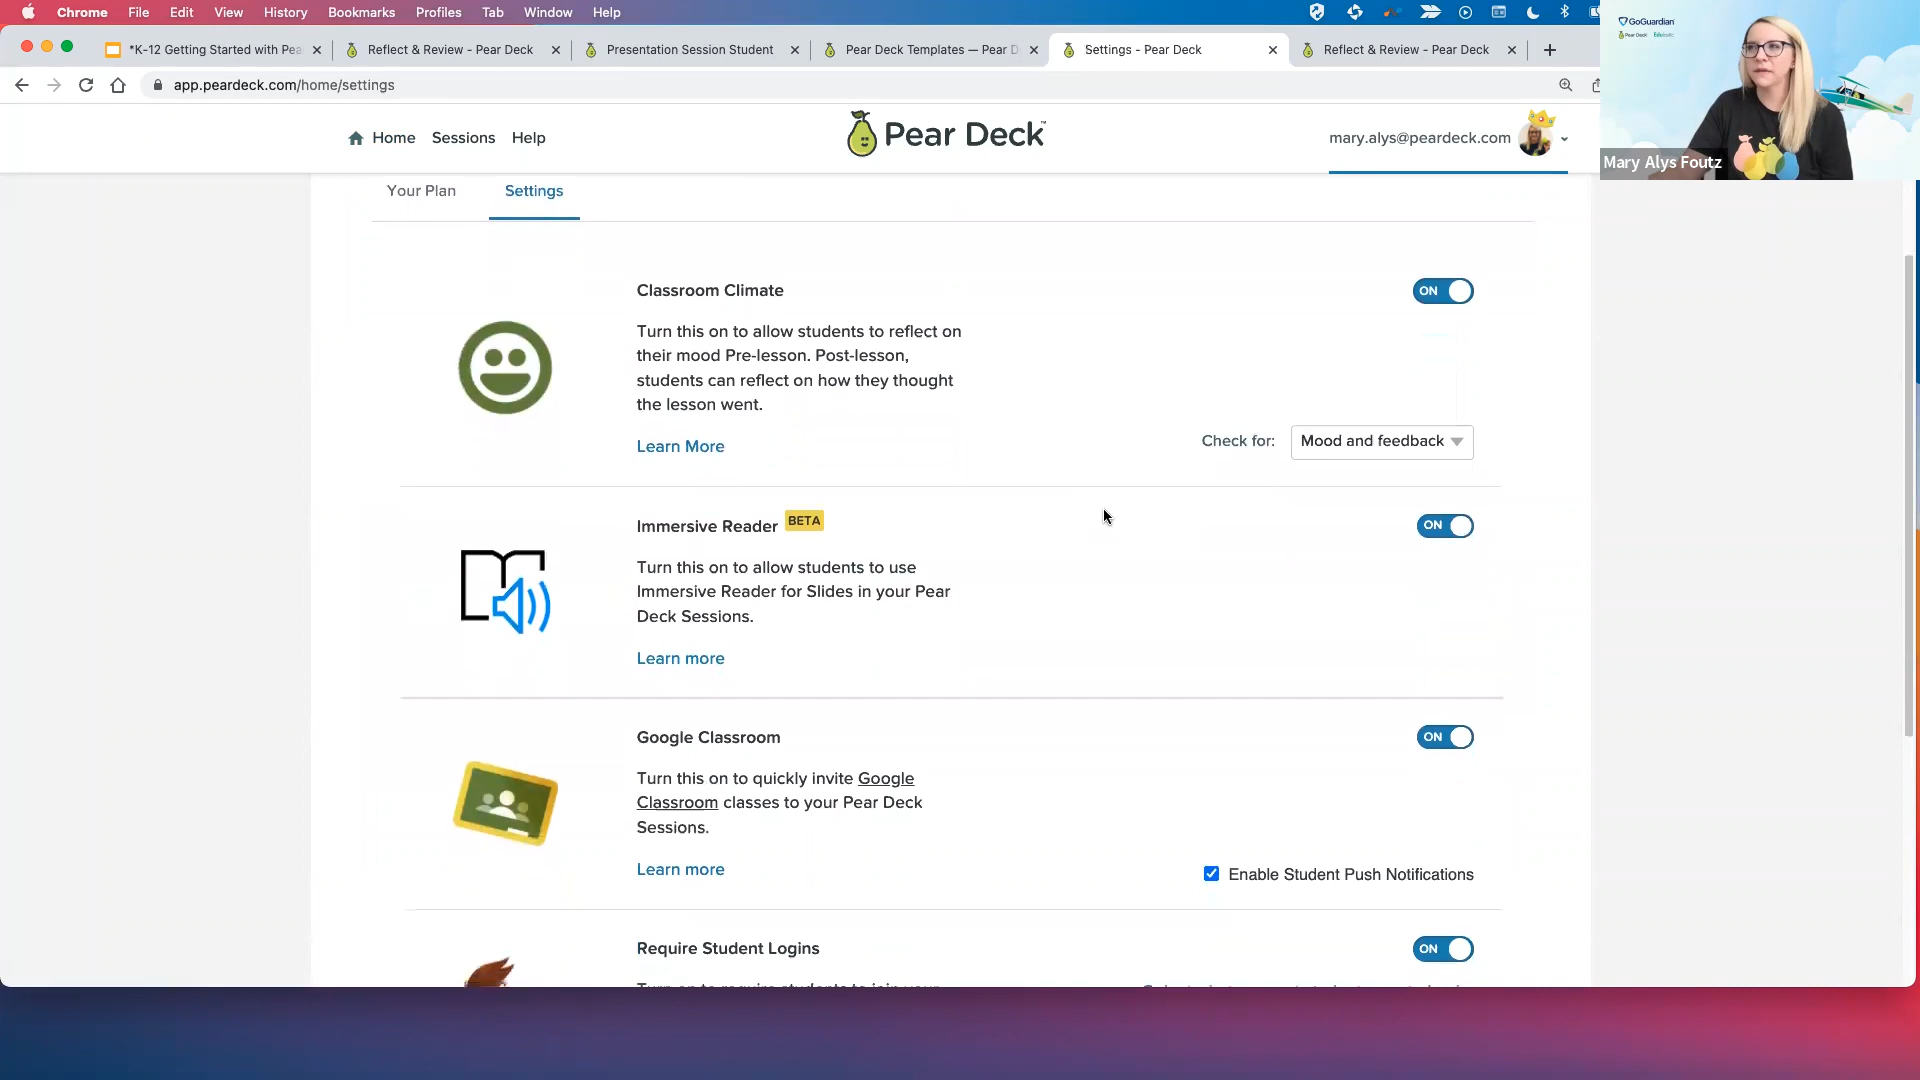 Chrome File Edit View History Bookmarks Profiles Tab Window Help
*K-12 Getting Started with Pea
Reflect & Review - Pear Deck
Presentation Session Student
Pear Deck Templates — Pear D
Settings - Pear Deck
Reflect & Review - Pear Deck
app.peardeck.com/home/settings
GoGuardian
Pear Deck
Mary Alys Foutz
Home Sessions Help
Pear Deck
mary.alys@peardeck.com
Your Plan Settings
Classroom Climate
ON
Turn this on to allow students to reflect on
their mood Pre-lesson. Post-lesson,
students can reflect on how they thought
the lesson went.
Learn More
Check for: Mood and feedback
Immersive Reader BETA
ON
Turn this on to allow students to use
Immersive Reader for Slides in your Pear
Deck Sessions.
Learn more
Google Classroom
ON
Turn this on to quickly invite Google
Classroom classes to your Pear Deck
Sessions.
Learn more
Enable Student Push Notifications
Require Student Logins
ON